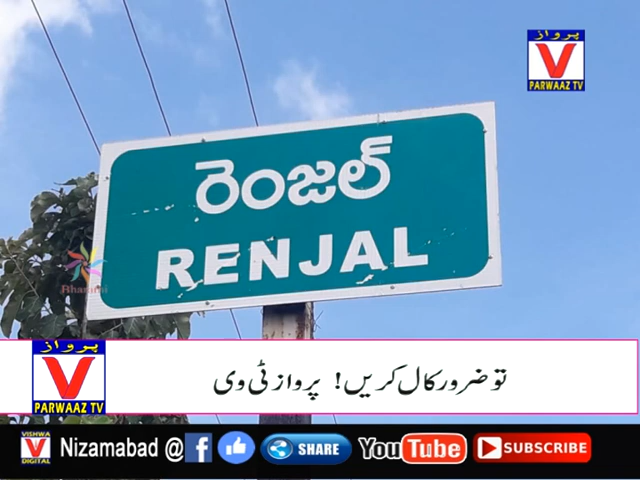 پرواز
V
PARWAAZ TV
రెంజల్
RENJAL
Bharathi
پرواز
V
PARWAAZ TV
تو ضرور کال کریں! پرواز ٹی وی
VISHWA
V
DIGITAL
Nizamabad @ f SHARE YouTube SUBSCRIBE